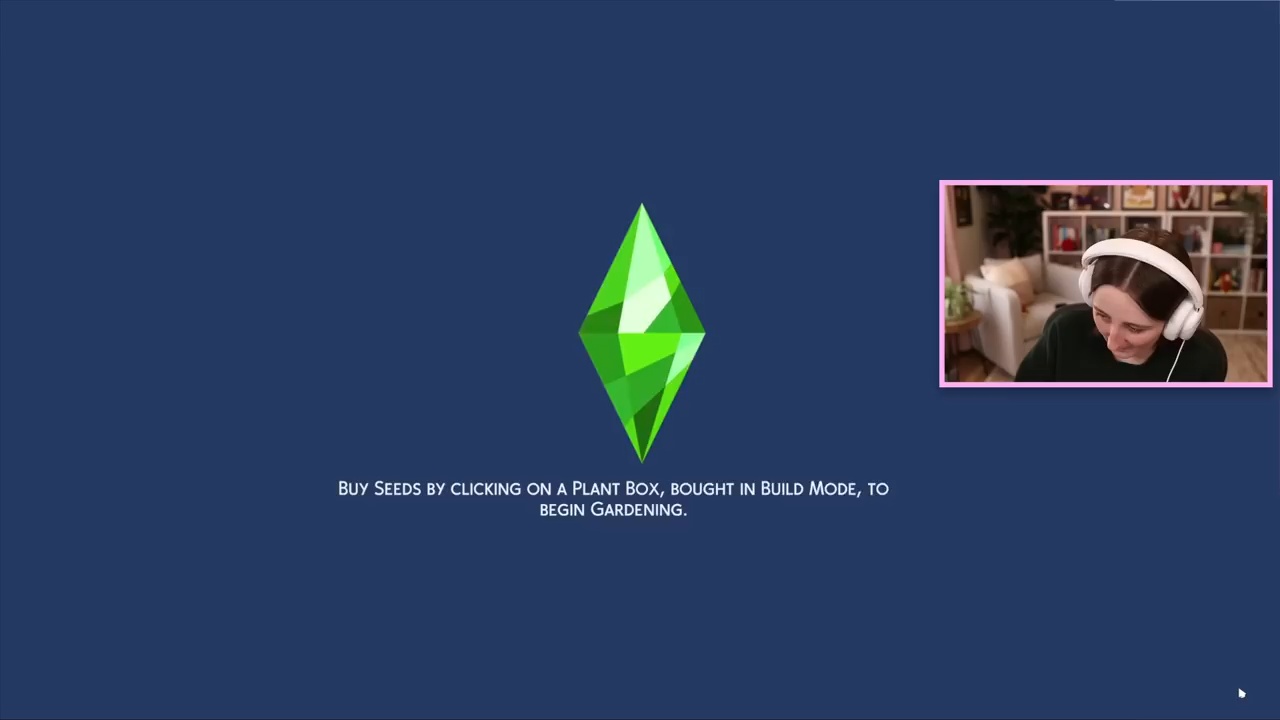 Buy Seeds by clicking on a Plant Box, bought in Build Mode, to
begin Gardening.